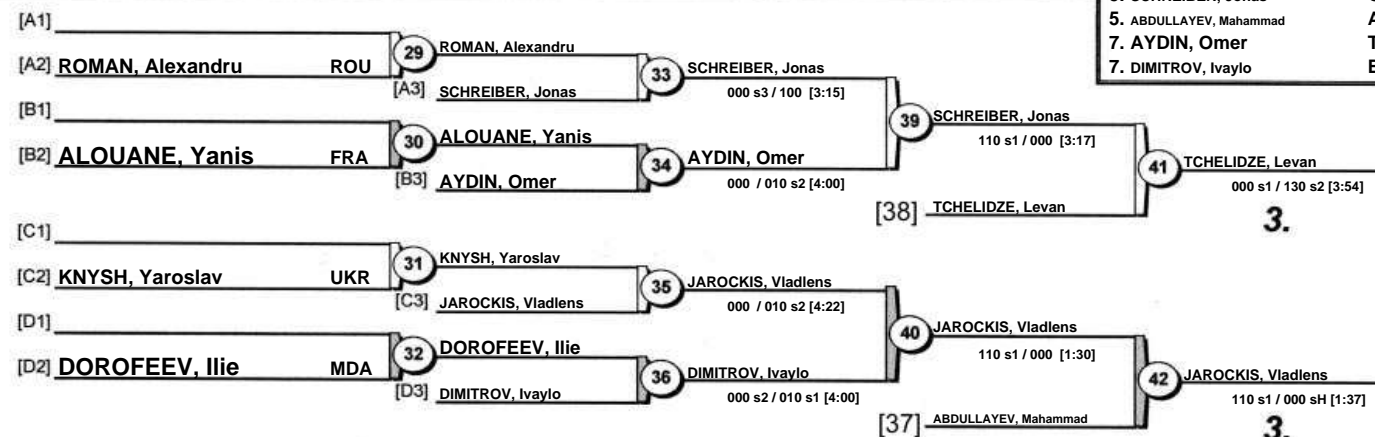 5. ABDULLAYEV, Mahammad
7. AYDIN, Omer
7. DIMITROV, Ivaylo
[A1]
[A2] ROMAN, Alexandru ROU
29
[A3]
ROMAN, Alexandru
SCHREIBER, Jonas
33
SCHREIBER, Jonas
000 s3 / 100 [3:15]
[B1]
[B2] ALOUANE, Yanis FRA
30
[B3]
ALOUANE, Yanis
AYDIN, Omer
34
AYDIN, Omer
000 / 010 s2 [4:00]
39
SCHREIBER, Jonas
110 s1 / 000 [3:17]
[38] TCHELIDZE, Levan
41
TCHELIDZE, Levan
000 s1 / 130 s2 [3:54]
3.
[C1]
[C2] KNYSH, Yaroslav UKR
31
[C3]
KNYSH, Yaroslav
JAROCKIS, Vladlens
35
JAROCKIS, Vladlens
000 / 010 s2 [4:22]
[D1]
[D2] DOROFEEV, Ilie MDA
32
[D3]
DOROFEEV, Ilie
DIMITROV, Ivaylo
36
DIMITROV, Ivaylo
000 s2 / 010 s1 [4:00]
40
JAROCKIS, Vladlens
110 s1 / 000 [1:30]
[37] ABDULLAYEV, Mahammad
42
JAROCKIS, Vladlens
110 s1 / 000 sH [1:37]
3.